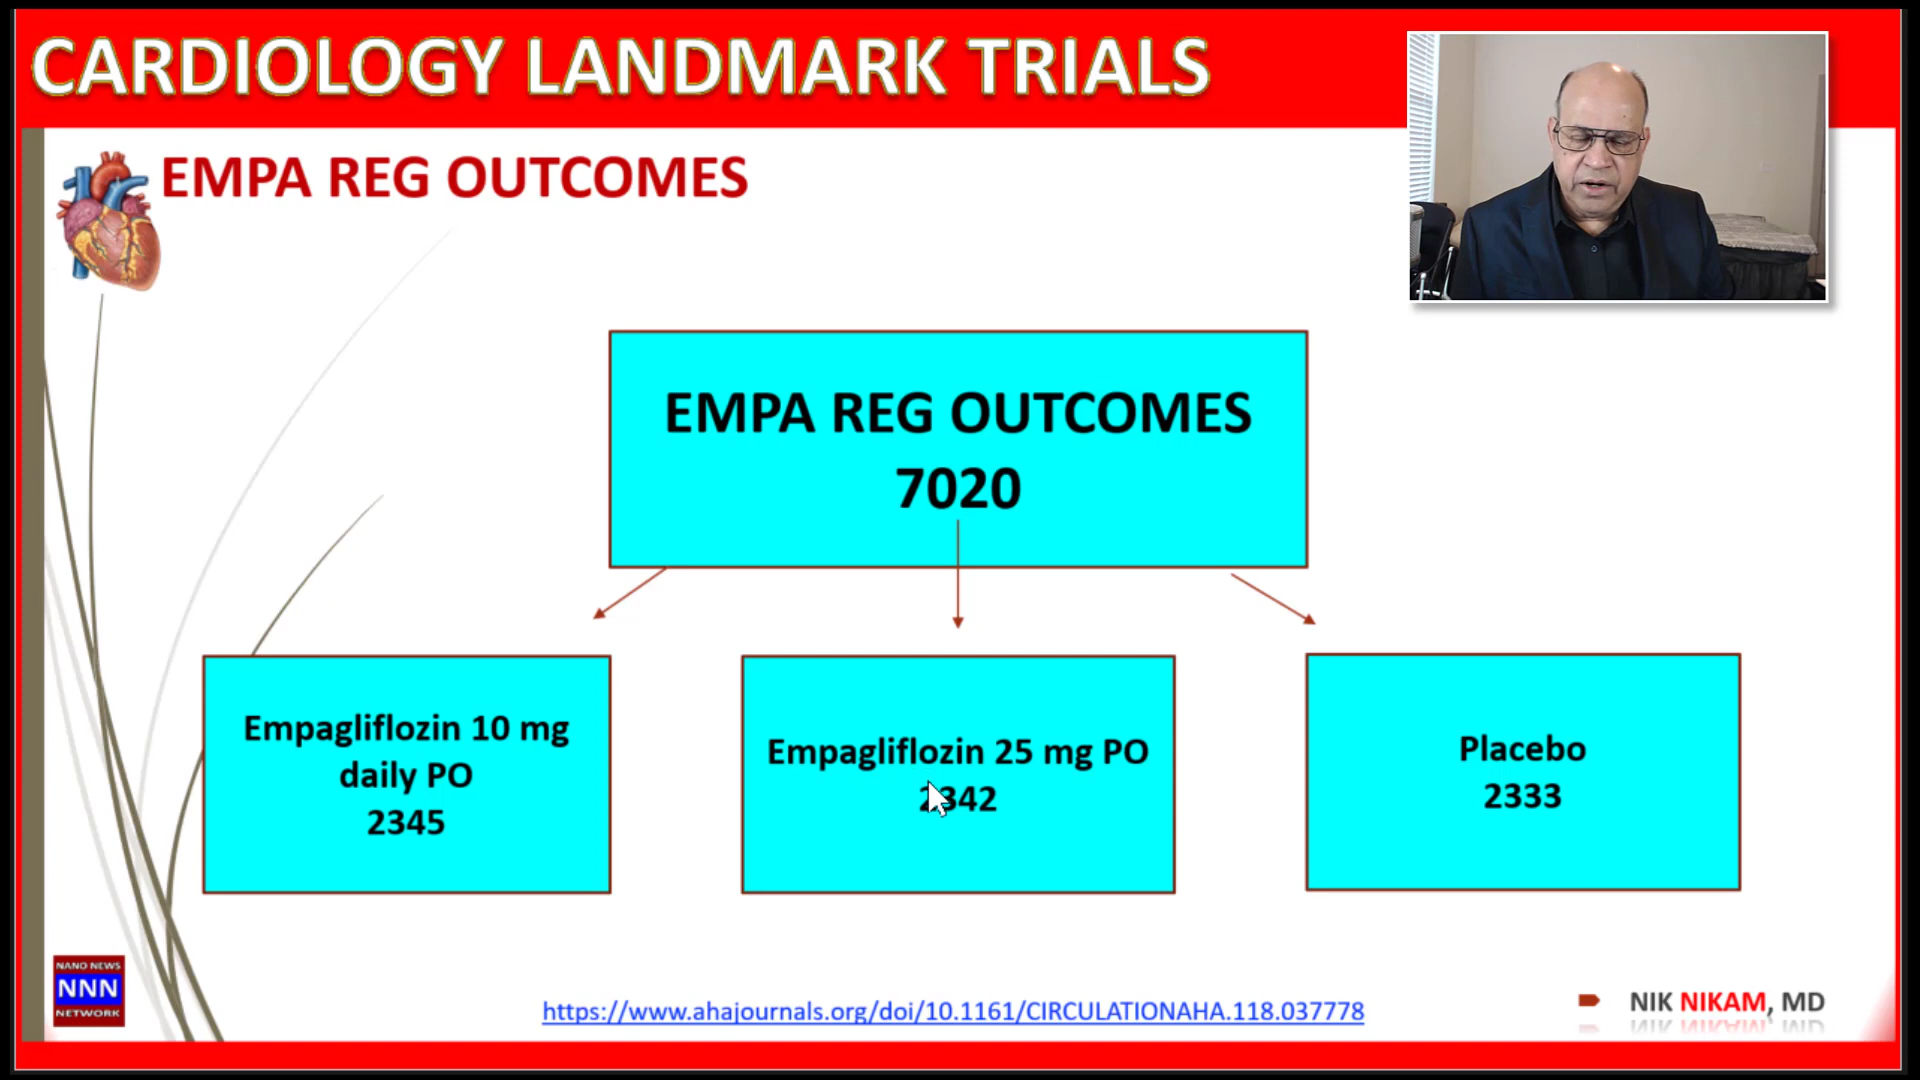 CARDIOLOGY LANDMARK TRIALS
EMPA REG OUTCOMES
EMPA REG OUTCOMES
7020
Empagliflozin 10 mg
daily PO
2345
Empagliflozin 25 mg PO
2342
Placebo
2333
NANO NEWS
NNN
NETWORK
https://www.ahajournals.org/doi/10.1161/CIRCULATIONAHA.118.037778
NIK NIKAM, MD